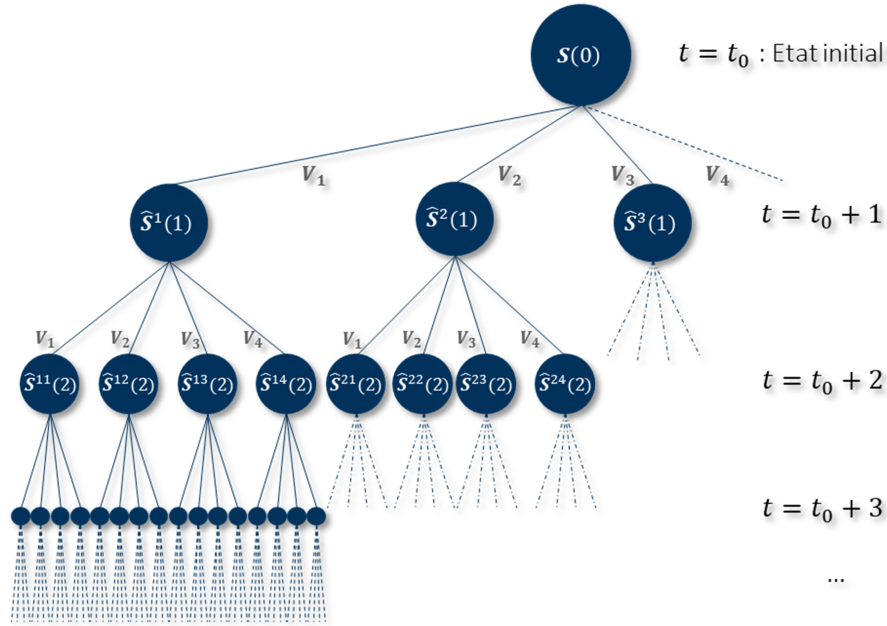 S(0) t = t₀ : Etat initial
V₁ V₂ V₃ V₄
Ŝ¹(1) Ŝ²(1) Ŝ³(1) t = t₀ + 1
V₁ V₂ V₃ V₄ V₁ V₂ V₃ V₄
Ŝ¹¹(2) Ŝ¹²(2) Ŝ¹³(2) Ŝ¹⁴(2) Ŝ²¹(2) Ŝ²²(2) Ŝ²³(2) Ŝ²⁴(2) t = t₀ + 2
t = t₀ + 3
...